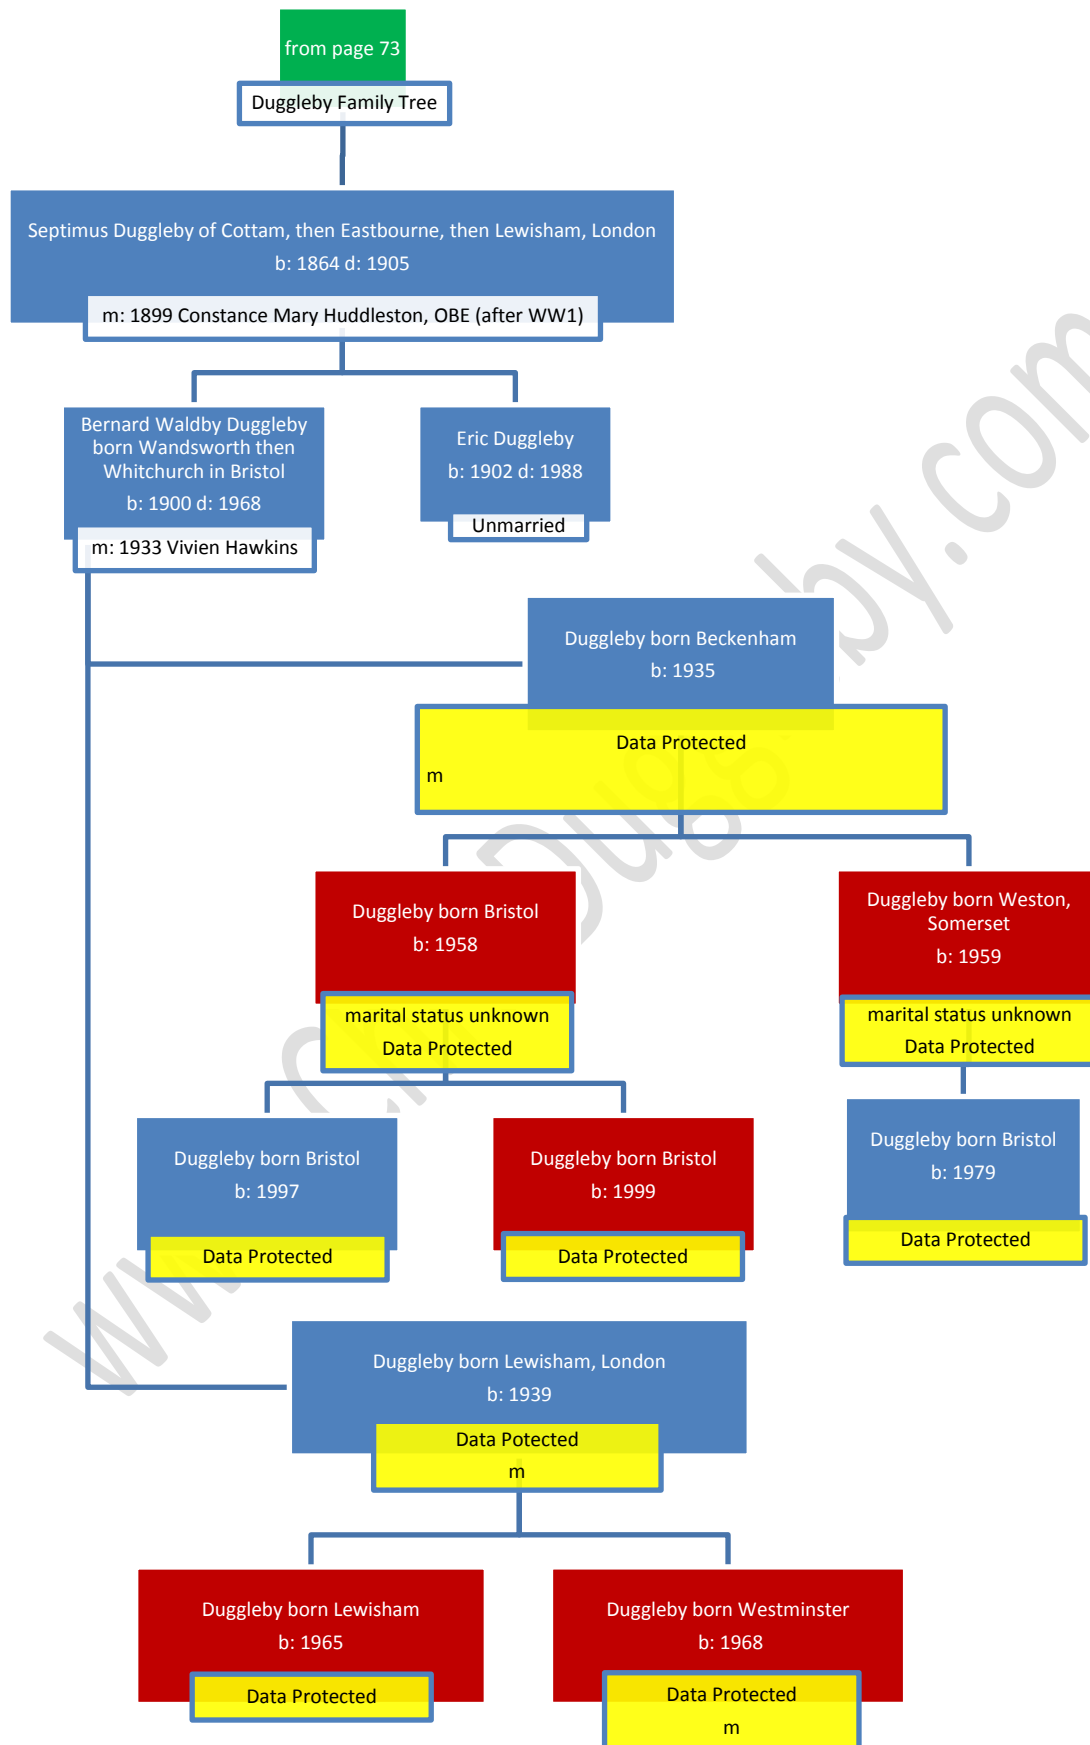 from page 73
Duggleby Family Tree
Septimus Duggleby of Cottam, then Eastbourne, then Lewisham, London
b: 1864 d: 1905
m: 1899 Constance Mary Huddleston, OBE (after WW1)
Bernard Waldby Duggleby
born Wandsworth then
Whitchurch in Bristol
b: 1900 d: 1968
m: 1933 Vivien Hawkins
Eric Duggleby
b: 1902 d: 1988
Unmarried
Duggleby born Beckenham
b: 1935
Data Protected
m
Duggleby born Bristol
b: 1958
marital status unknown
Data Protected
Duggleby born Weston,
Somerset
b: 1959
marital status unknown
Data Protected
Duggleby born Bristol
b: 1997
Data Protected
Duggleby born Bristol
b: 1999
Data Protected
Duggleby born Bristol
b: 1979
Data Protected
Duggleby born Lewisham, London
b: 1939
Data Potected
m
Duggleby born Lewisham
b: 1965
Data Protected
Duggleby born Westminster
b: 1968
Data Protected
m